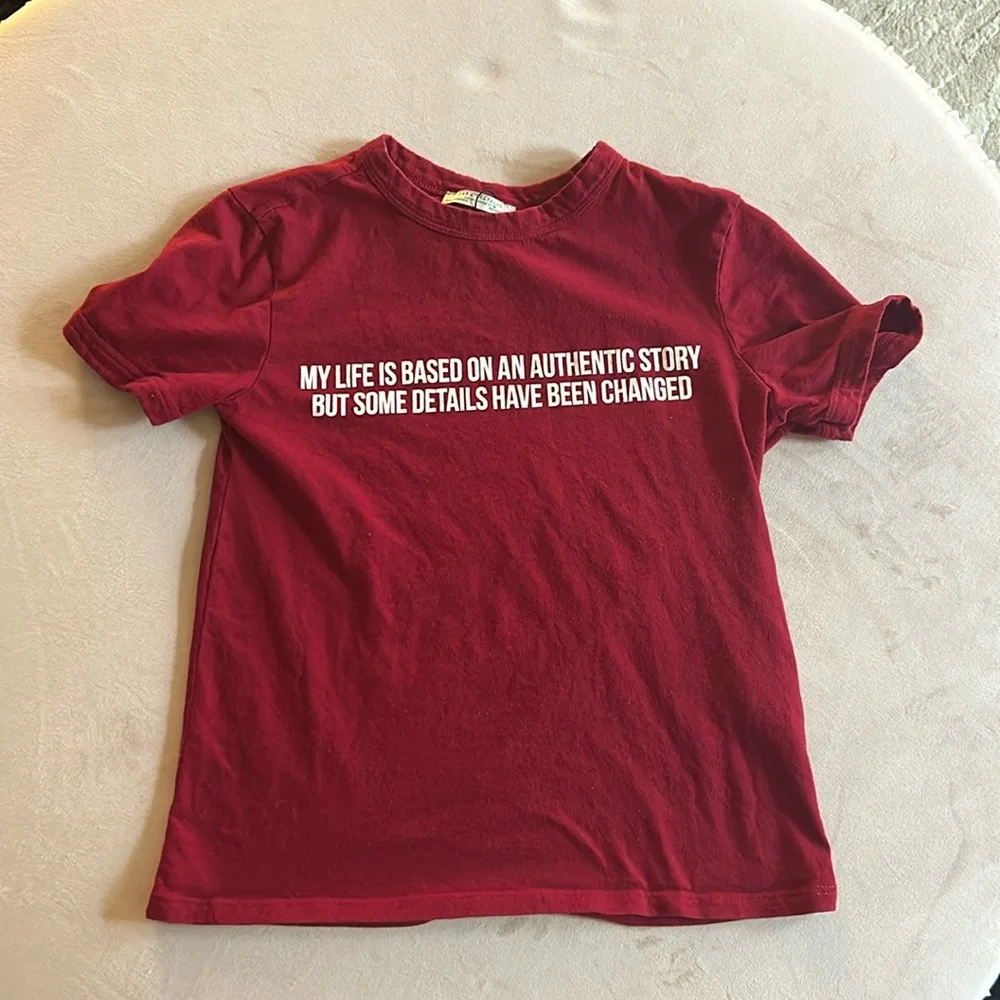 MY LIFE IS BASED ON AN AUTHENTIC STORY
BUT SOME DETAILS HAVE BEEN CHANGED